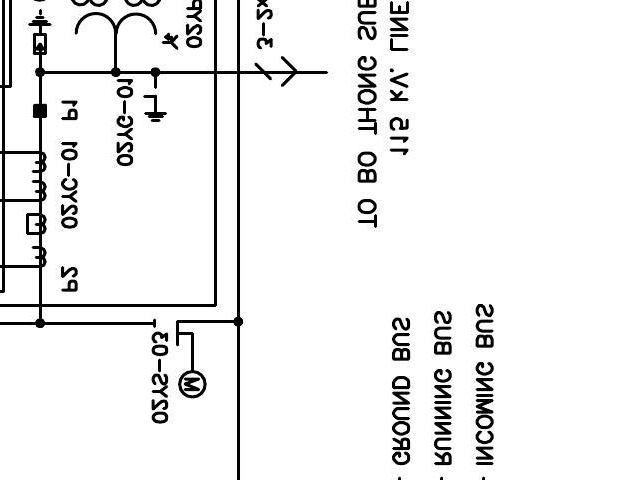 02YP
3-2x
TO BO THONG SUB
115 kV. LINE
P1
02YG-01
02YC-01
P2
02YS-03
M
- GROUND BUS
- RUNNING BUS
- INCOMING BUS